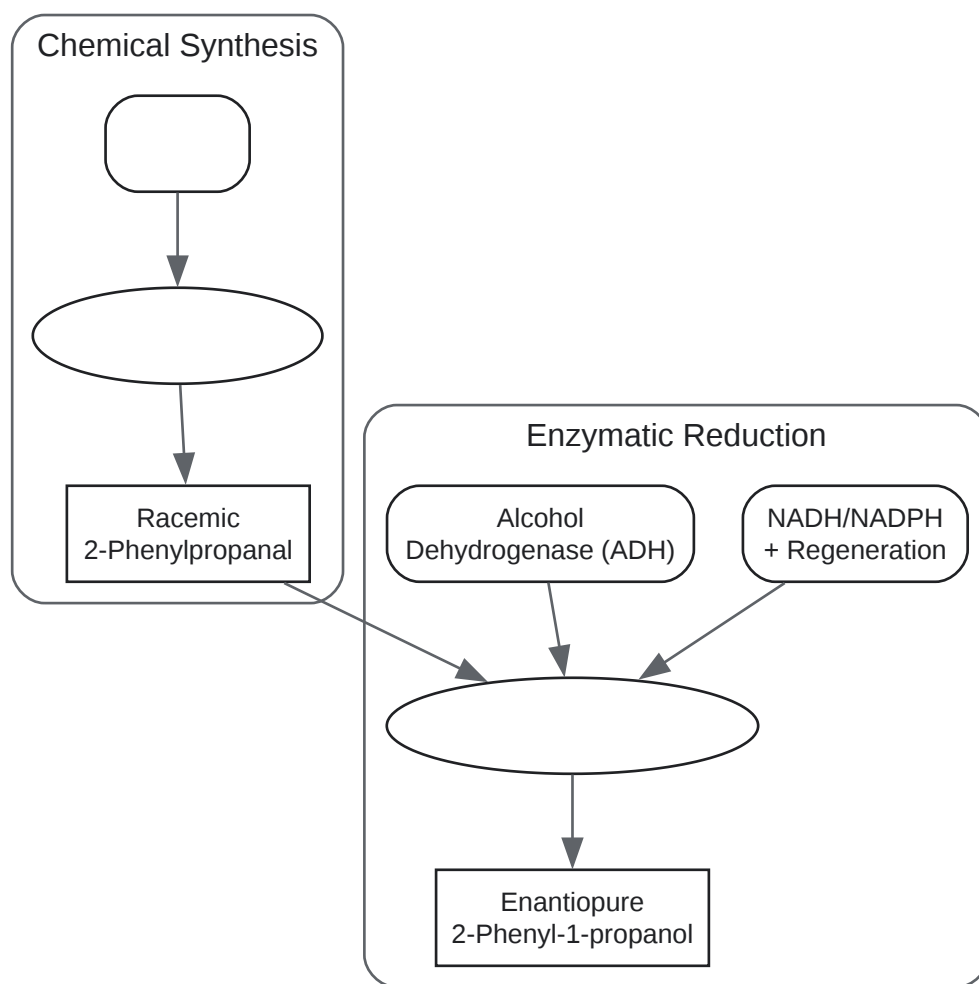 Chemical Synthesis
Enzymatic Reduction
Racemic
2-Phenylpropanal
Alcohol
Dehydrogenase (ADH)
NADH/NADPH
+ Regeneration
Enantiopure
2-Phenyl-1-propanol